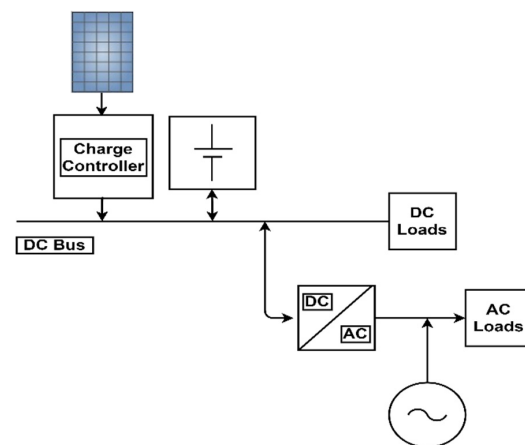 Charge
Controller
DC
Loads
DC Bus
DC
AC
AC
Loads